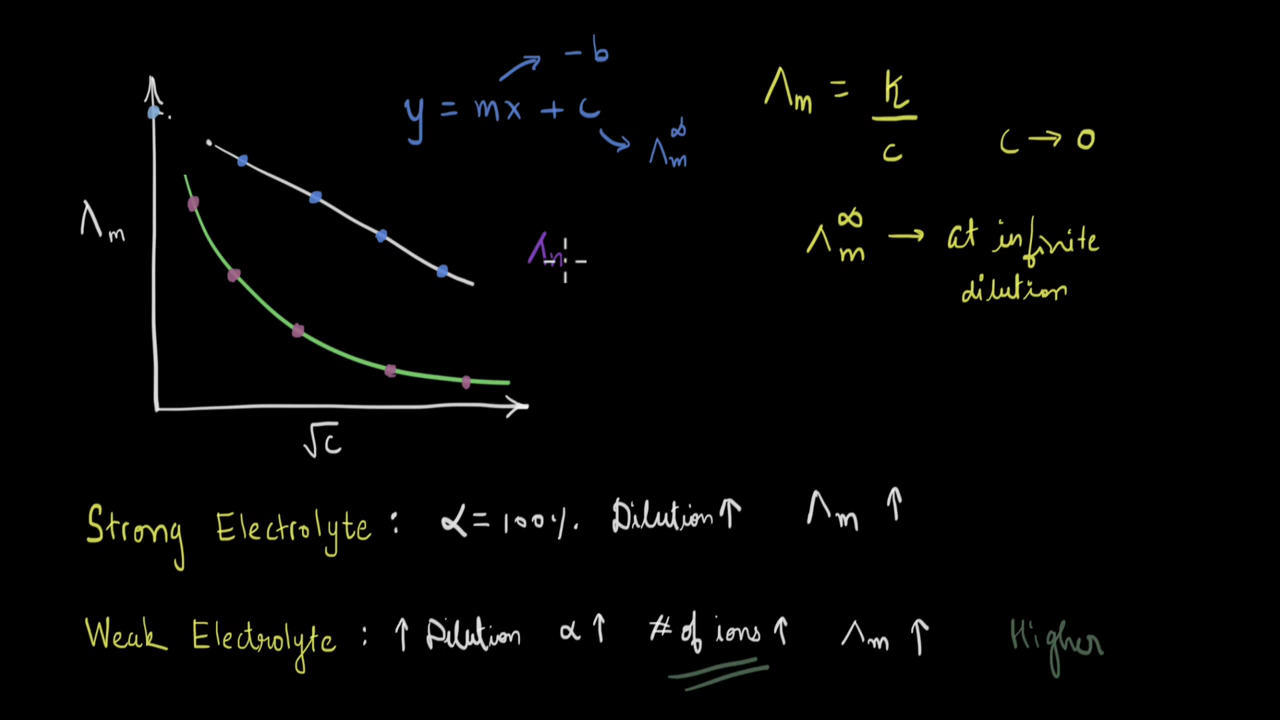 → - b
y = mx + c
→ Λm^∞
Λm = k/c
c → 0
Λm^∞ → at infinite
dilution
Λm
Λm
√c
Strong Electrolyte : α = 100%. Dilution ↑ Λm ↑
Weak Electrolyte : ↑ Dilution α ↑ # of ions ↑ Λm ↑ Higher